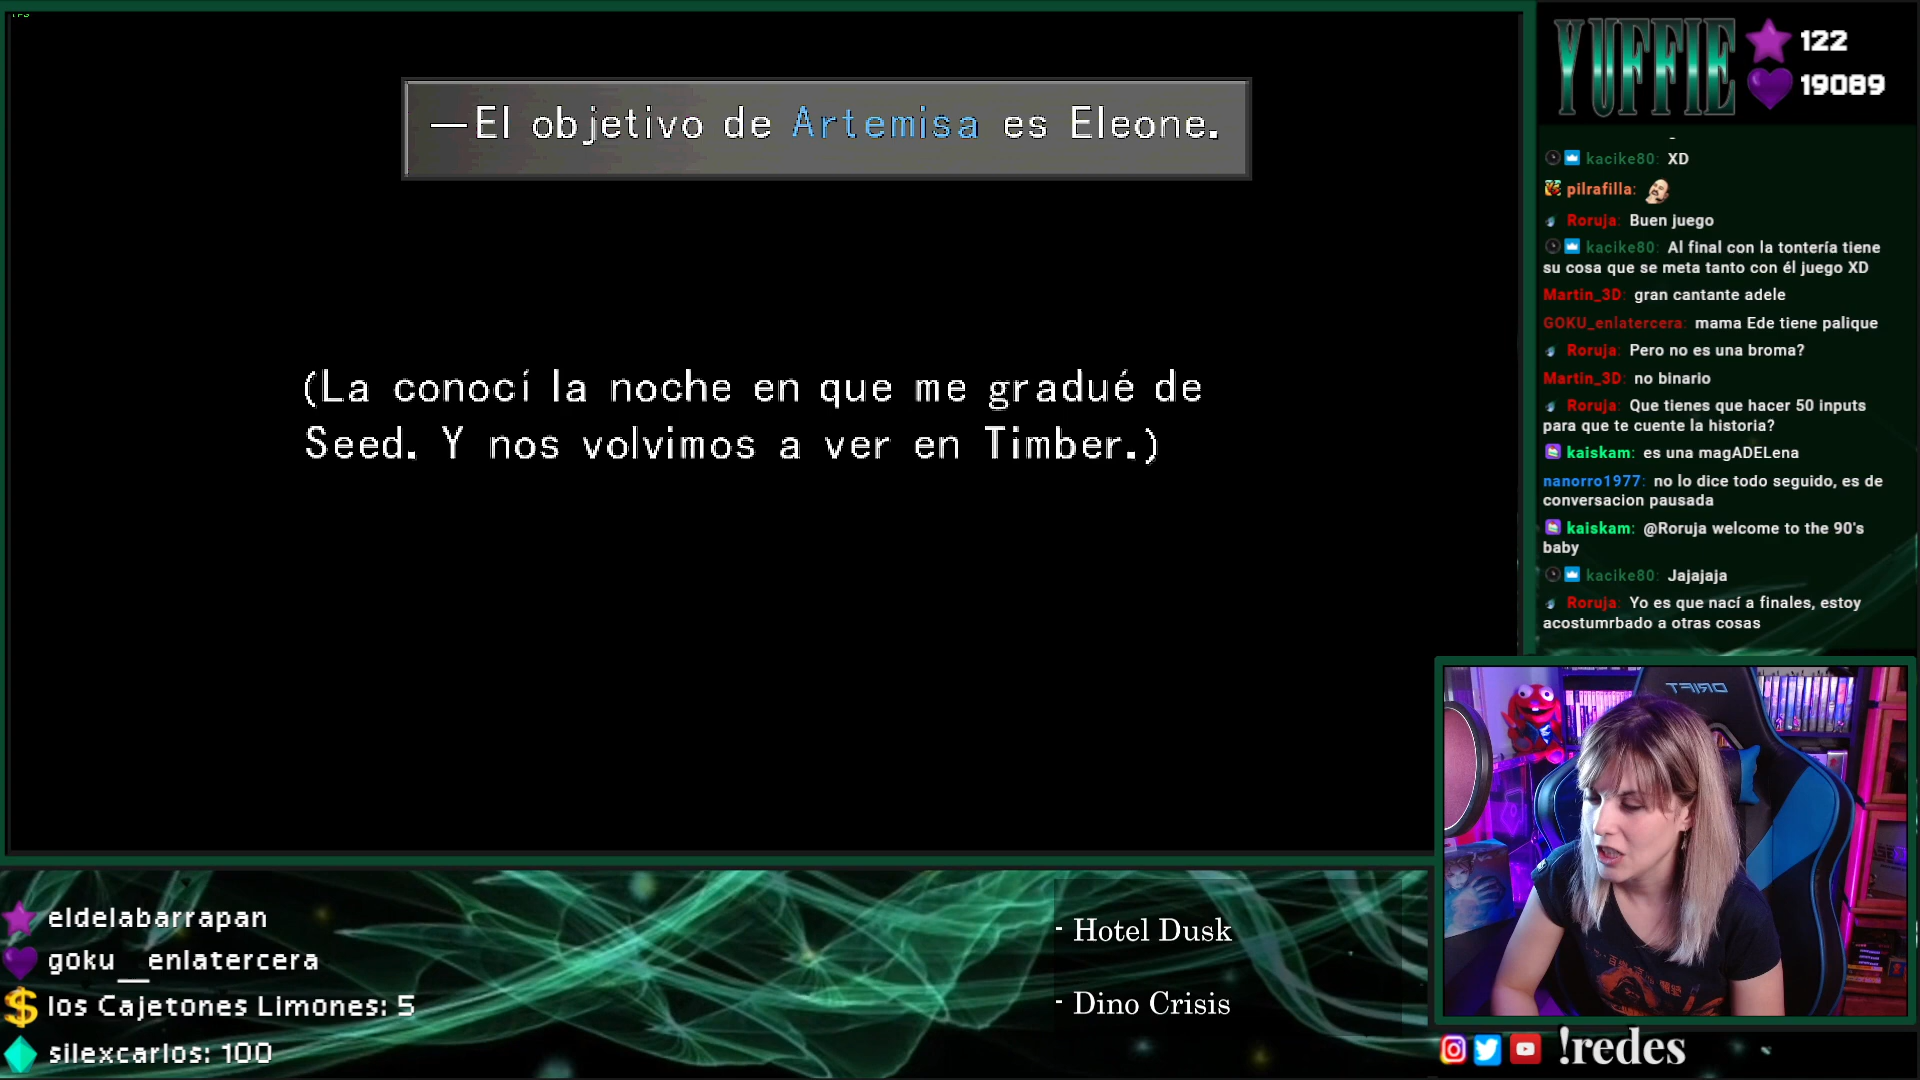 FPS
—El objetivo de Artemisa es Eleone.
(La conocí la noche en que me gradué de
Seed. Y nos volvimos a ver en Timber.)
YUFFIE
122
19089
kacike80: XD
pilrafilla:
Roruja: Buen juego
kacike80: Al final con la tontería tiene
su cosa que se meta tanto con él juego XD
Martin_3D: gran cantante adele
GOKU_enlatercera: mama Ede tiene palique
Roruja: Pero no es una broma?
Martin_3D: no binario
Roruja: Que tienes que hacer 50 inputs
para que te cuente la historia?
kaiskam: es una magADELena
nanorro1977: no lo dice todo seguido, es de
conversacion pausada
kaiskam: @Roruja welcome to the 90's
baby
kacike80: Jajajaja
Roruja: Yo es que nací a finales, estoy
acostumrbado a otras cosas
DRIFT
eldelabarrapan
goku__enlatercera
los Cajetones Limones: 5
silexcarlos: 100
- Hotel Dusk
- Dino Crisis
!redes